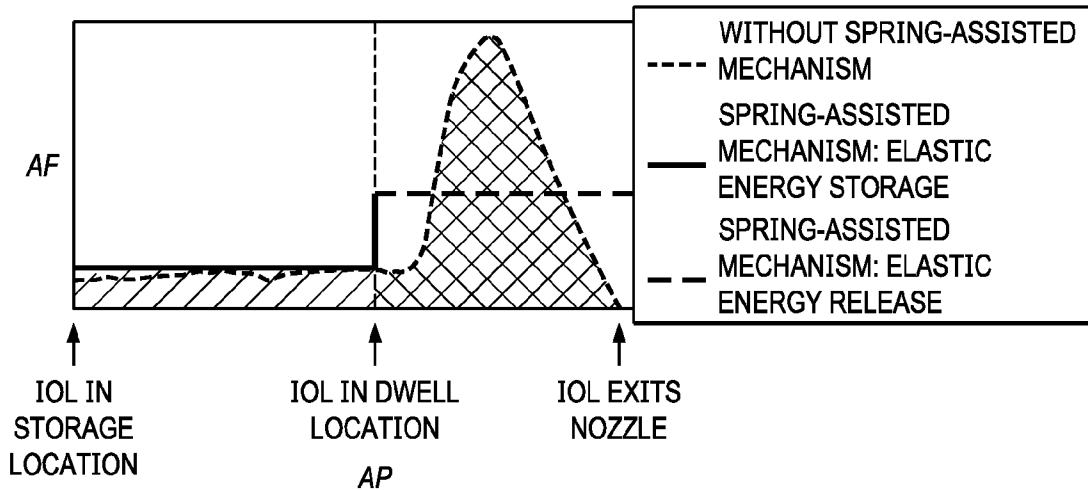 WITHOUT SPRING-ASSISTED
MECHANISM
SPRING-ASSISTED
MECHANISM: ELASTIC
ENERGY STORAGE
SPRING-ASSISTED
MECHANISM: ELASTIC
ENERGY RELEASE
AF
IOL IN
STORAGE
LOCATION
IOL IN DWELL
LOCATION
IOL EXITS
NOZZLE
AP